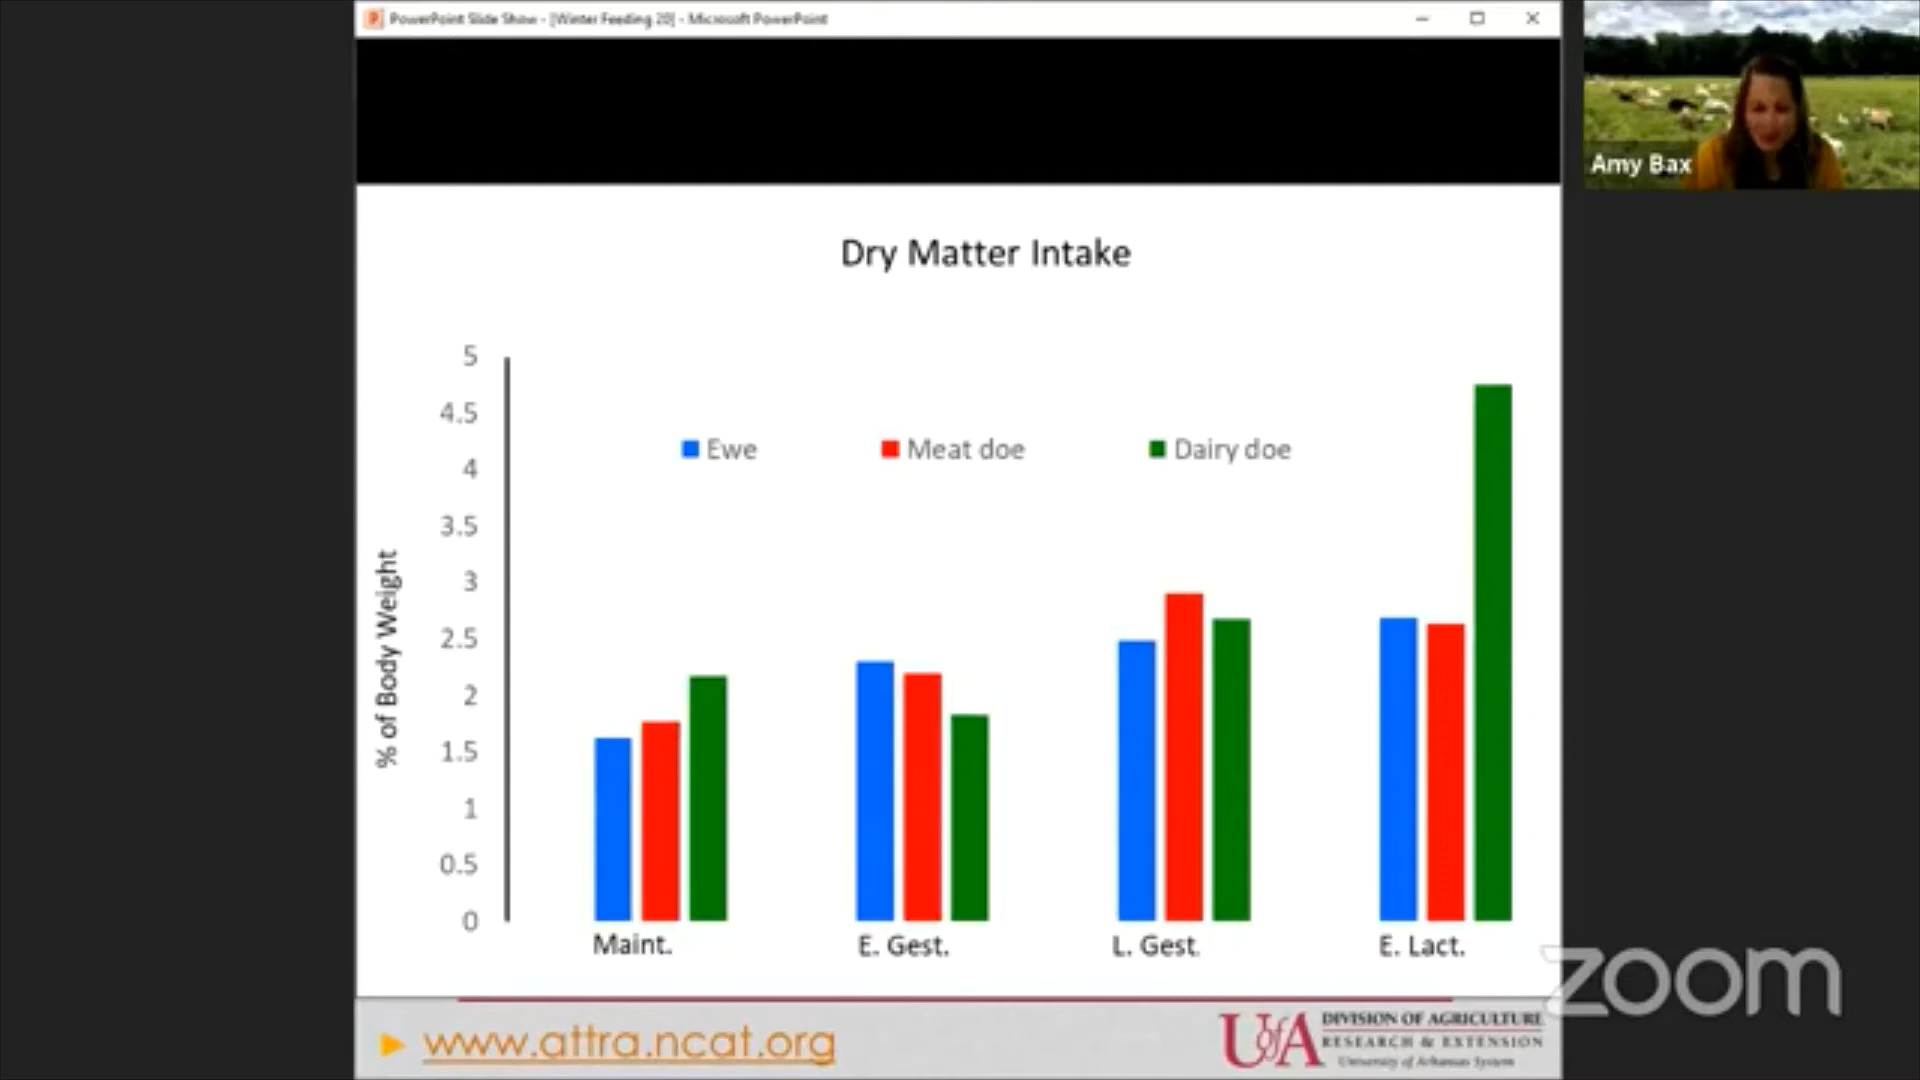 PowerPoint Slide Show - [Winter Feeding 20] - Microsoft PowerPoint
Amy Bax
Dry Matter Intake
% of Body Weight
5
4.5
4
3.5
3
2.5
2
1.5
1
0.5
0
Ewe
Meat doe
Dairy doe
Maint.
E. Gest.
L. Gest.
E. Lact.
zoom
www.attra.ncat.org
UofA
DIVISION OF AGRICULTURE
RESEARCH & EXTENSION
University of Arkansas System